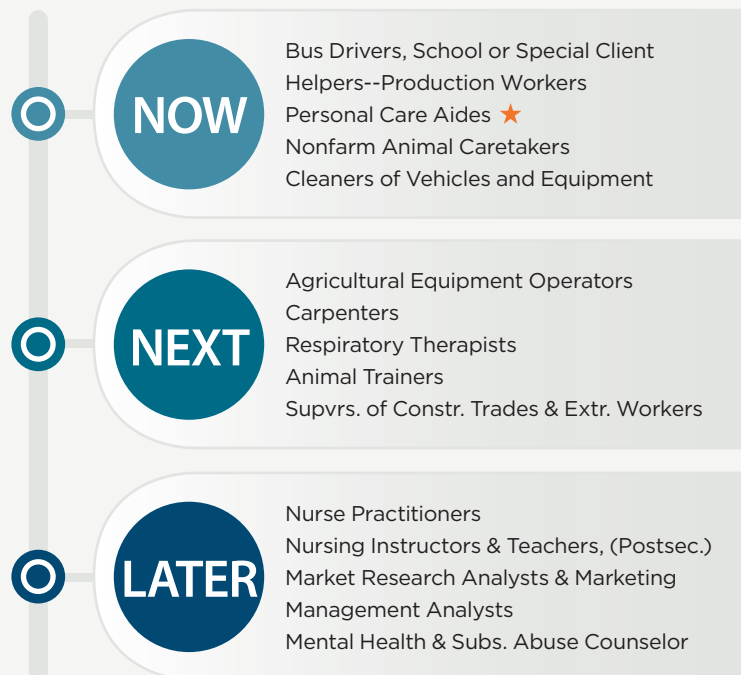 NOW
Bus Drivers, School or Special Client
Helpers--Production Workers
Personal Care Aides ★
Nonfarm Animal Caretakers
Cleaners of Vehicles and Equipment
NEXT
Agricultural Equipment Operators
Carpenters
Respiratory Therapists
Animal Trainers
Supvrs. of Constr. Trades & Extr. Workers
LATER
Nurse Practitioners
Nursing Instructors & Teachers, (Postsec.)
Market Research Analysts & Marketing
Management Analysts
Mental Health & Subs. Abuse Counselor